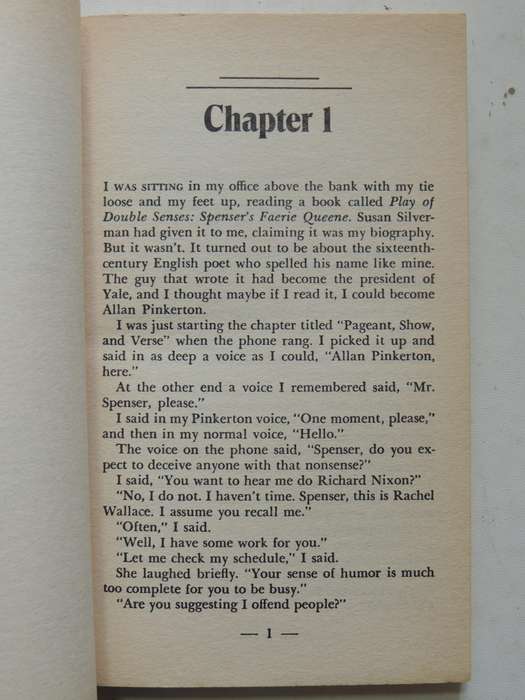 Chapter 1
I WAS SITTING in my office above the bank with my tie
loose and my feet up, reading a book called Play of
Double Senses: Spenser's Faerie Queene. Susan Silver-
man had given it to me, claiming it was my biography.
But it wasn't. It turned out to be about the sixteenth-
century English poet who spelled his name like mine.
The guy that wrote it had become the president of
Yale, and I thought maybe if I read it, I could become
Allan Pinkerton.
I was just starting the chapter titled "Pageant, Show,
and Verse" when the phone rang. I picked it up and
said in as deep a voice as I could, "Allan Pinkerton,
here."
At the other end a voice I remembered said, "Mr.
Spenser, please."
I said in my Pinkerton voice, "One moment, please,"
and then in my normal voice, "Hello."
The voice on the phone said, "Spenser, do you ex-
pect to deceive anyone with that nonsense?"
I said, "You want to hear me do Richard Nixon?"
"No, I do not. I haven't time. Spenser, this is Rachel
Wallace. I assume you recall me."
"Often," I said.
"Well, I have some work for you."
"Let me check my schedule," I said.
She laughed briefly. "Your sense of humor is much
too complete for you to be busy."
"Are you suggesting I offend people?"
— 1 —